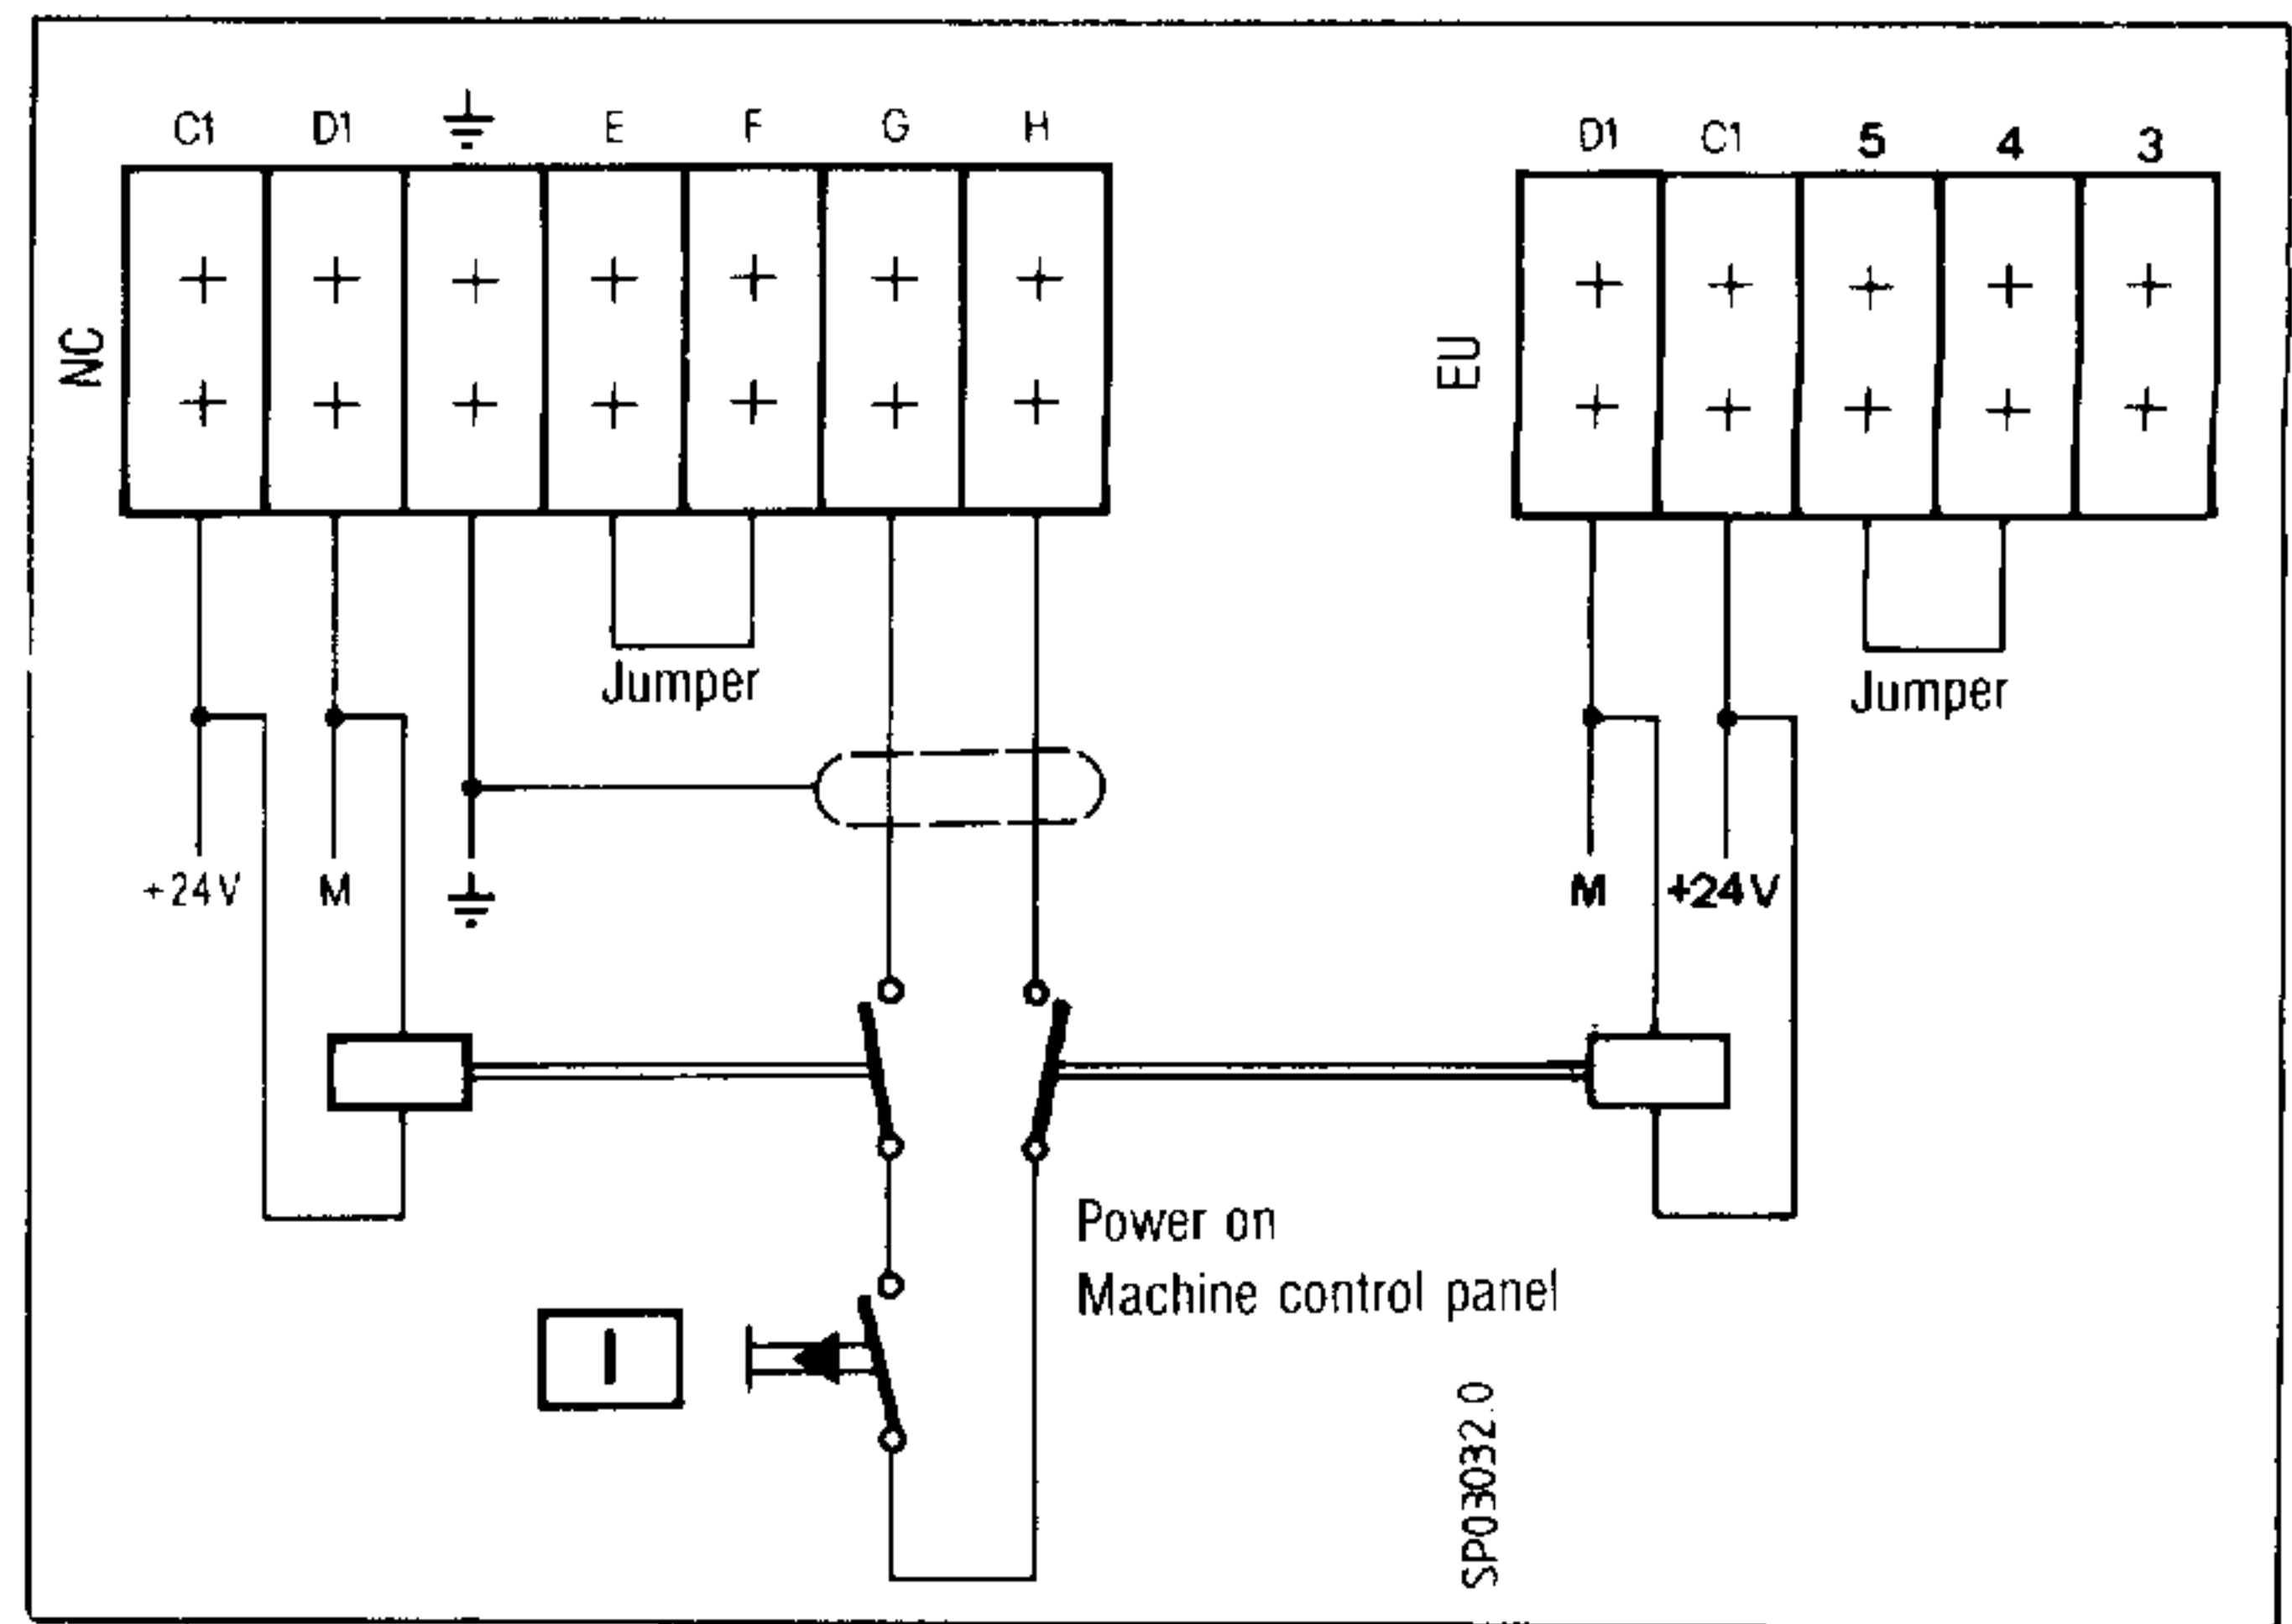 C1 D1 E F G H
D1 C1 5 4 3
NC
EU
Jumper
Jumper
+24V M
M +24V
Power on
Machine control panel
I
SP03032.0